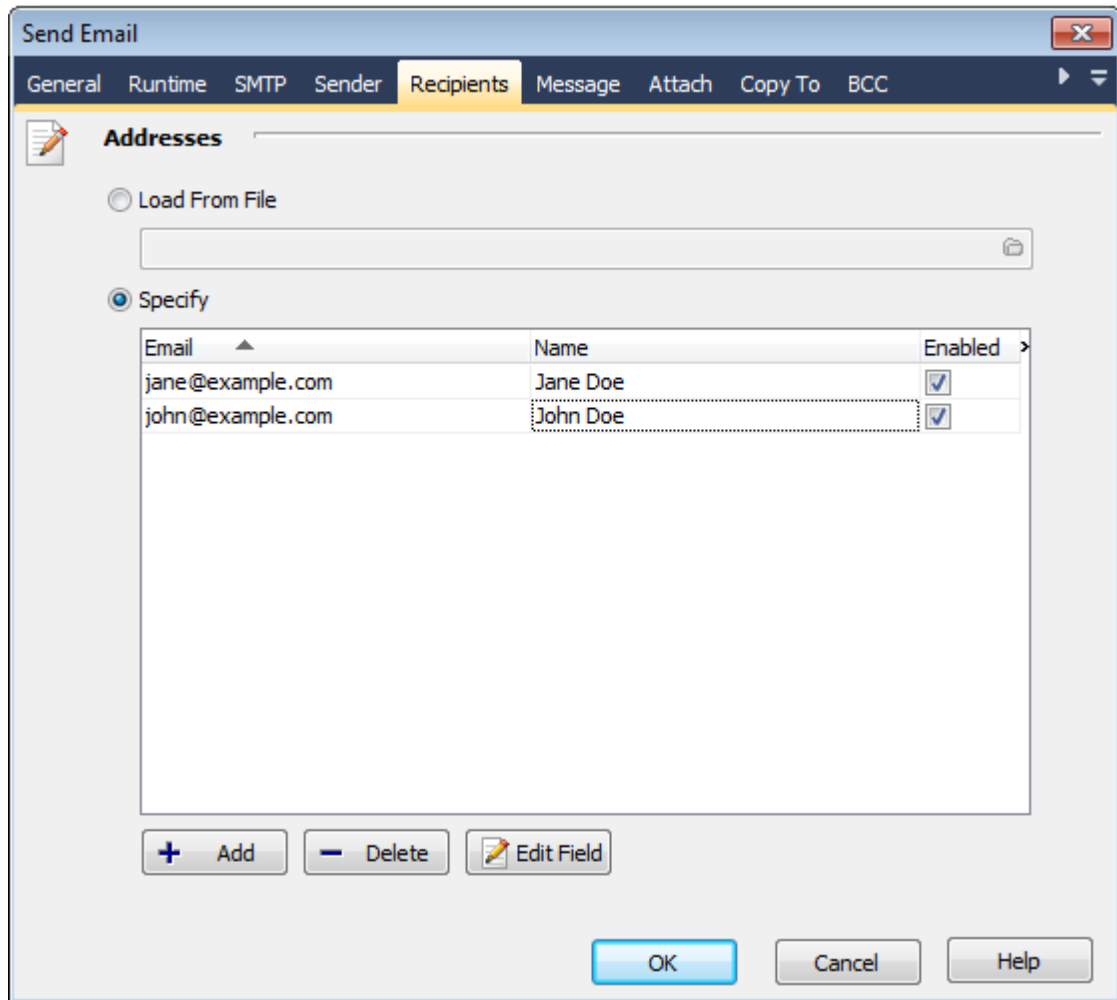 Send Email
General Runtime SMTP Sender Recipients Message Attach Copy To BCC
Addresses
Load From File
Specify
Email Name Enabled
jane@example.com Jane Doe
john@example.com John Doe
Add Delete Edit Field
OK Cancel Help